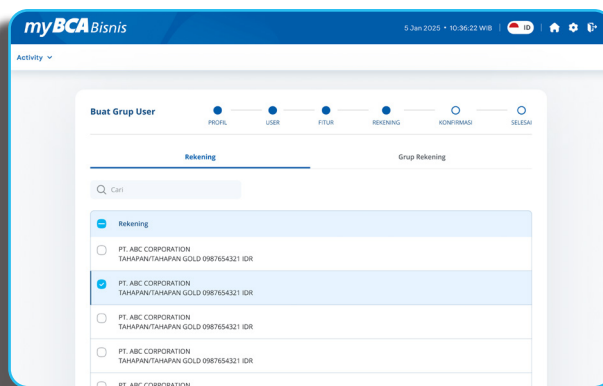 myBCA Bisnis
5 Jan 2025 • 10:36:22 WIB | ID
Activity
Buat Grup User
PROFIL USER FITUR REKENING KONFIRMASI SELESAI
Rekening Grup Rekening
Cari
Rekening
PT. ABC CORPORATION
TAHAPAN/TAHAPAN GOLD 0987654321 IDR
PT. ABC CORPORATION
TAHAPAN/TAHAPAN GOLD 0987654321 IDR
PT. ABC CORPORATION
TAHAPAN/TAHAPAN GOLD 0987654321 IDR
PT. ABC CORPORATION
TAHAPAN/TAHAPAN GOLD 0987654321 IDR
PT. ABC CORPORATION